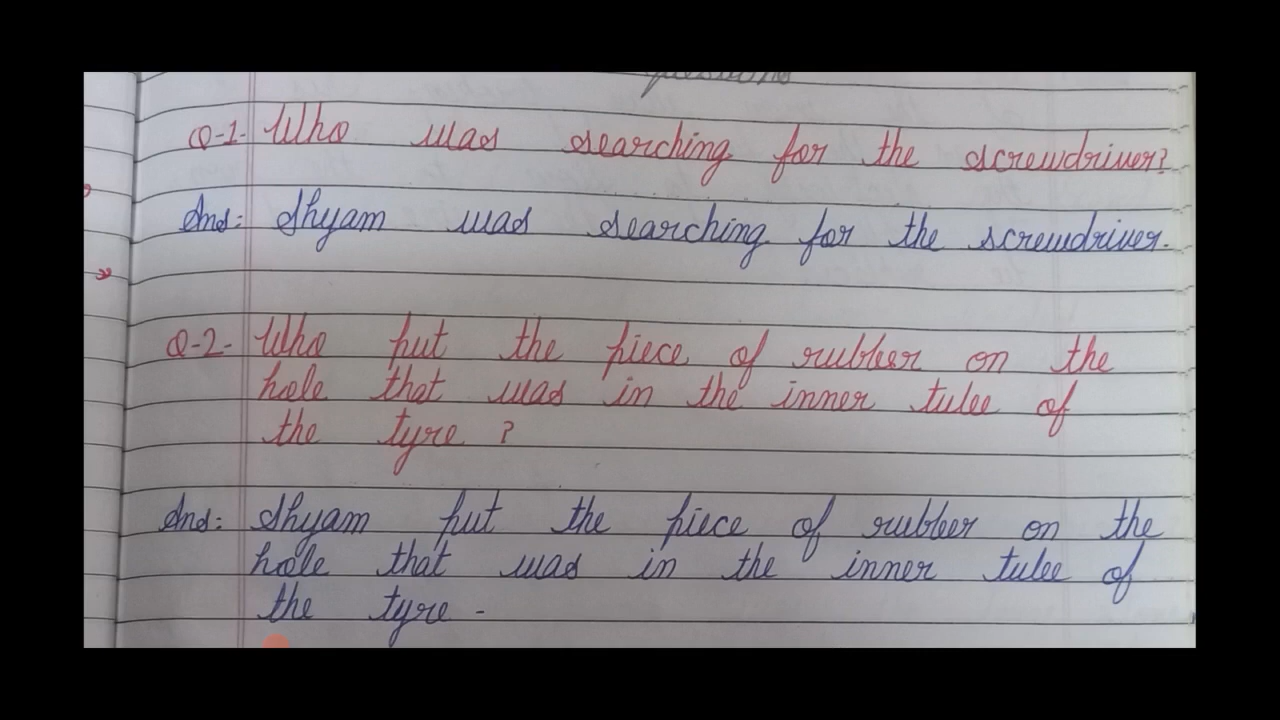 Questions
Q-1- Who was searching for the screwdriver?
Ans: Shyam was searching for the screwdriver.
Q-2- Who put the piece of rubber on the
hole that was in the inner tube of
the tyre ?
Ans: Shyam put the piece of rubber on the
hole that was in the inner tube of
the tyre -